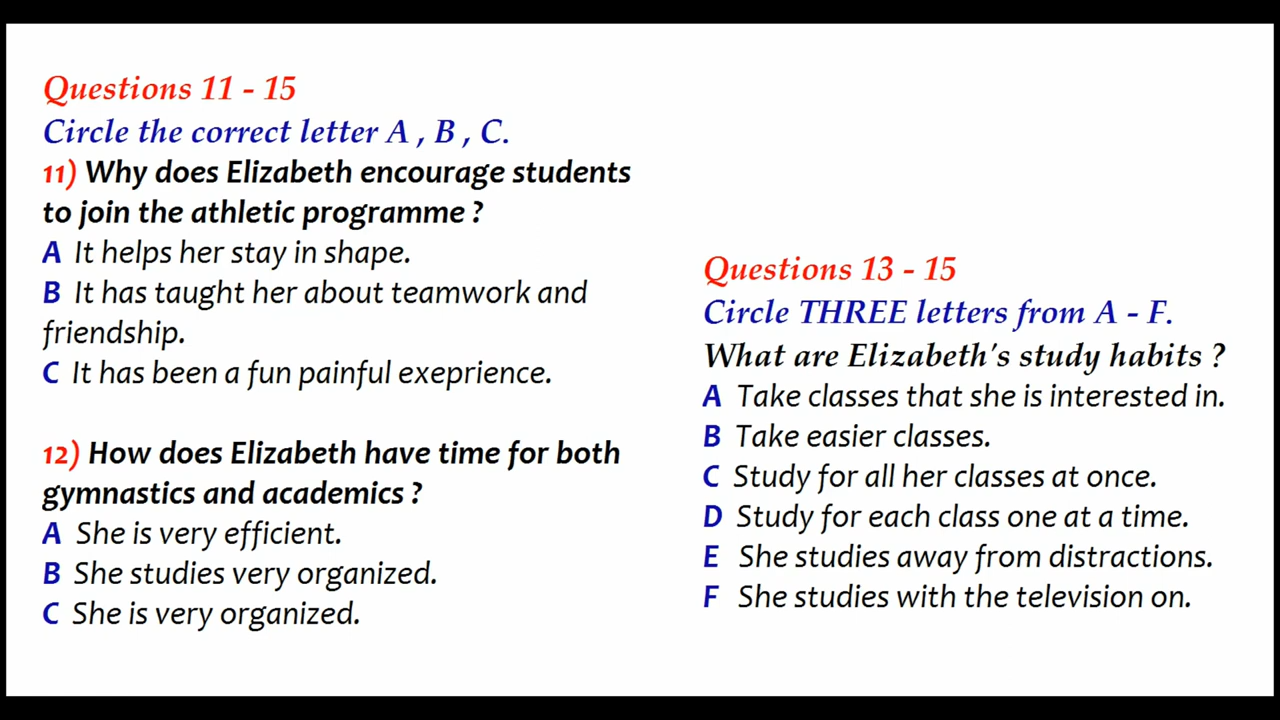 Questions 11 - 15
Circle the correct letter A , B , C.
11) Why does Elizabeth encourage students
to join the athletic programme ?
A It helps her stay in shape.
B It has taught her about teamwork and
friendship.
C It has been a fun painful exeprience.
12) How does Elizabeth have time for both
gymnastics and academics ?
A She is very efficient.
B She studies very organized.
C She is very organized.
Questions 13 - 15
Circle THREE letters from A - F.
What are Elizabeth's study habits ?
A Take classes that she is interested in.
B Take easier classes.
C Study for all her classes at once.
D Study for each class one at a time.
E She studies away from distractions.
F She studies with the television on.